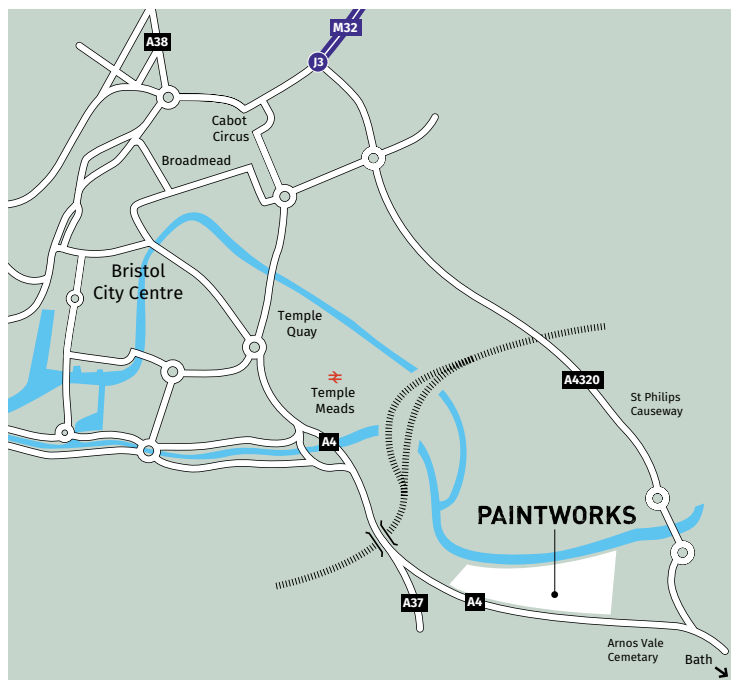 M32
A38
J3
Cabot
Circus
Broadmead
Bristol
City Centre
Temple
Quay
Temple
Meads
A4320
St Philips
Causeway
A4
PAINTWORKS
A37
A4
Arnos Vale
Cemetary
Bath